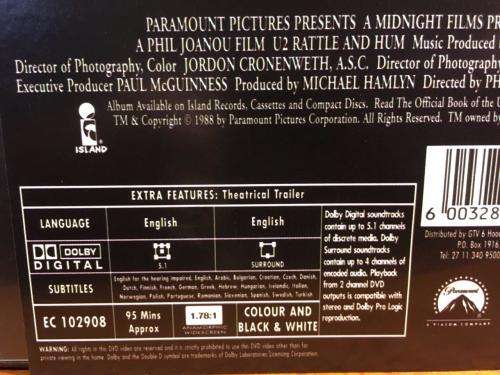 PARAMOUNT PICTURES PRESENTS A MIDNIGHT FILMS
A PHIL JOANOU FILM U2 RATTLE AND HUM Music Produced
Director of Photography, Color JORDON CRONENWETH, A.S.C. Director of Photography
Executive Producer PAUL McGUINNESS Produced by MICHAEL HAMLYN Directed by PH
Album Available on Island Records, Cassettes and Compact Discs. Read The Official Book of the U
TM & Copyright © 1988 by Paramount Pictures Corporation. All Rights Reserved. TM owned by
ISLAND
EXTRA FEATURES: Theatrical Trailer
LANGUAGE English English
DOLBY DIGITAL 5.1 SURROUND
SUBTITLES English for the hearing impaired, English, Arabic, Bulgarian, Croatian, Czech, Danish,
Dutch, Finnish, French, German, Greek, Hebrew, Hungarian, Icelandic, Italian,
Norwegian, Polish, Portuguese, Romanian, Slovenian, Spanish, Swedish, Turkish
EC 102908 95 Mins Approx 1.78:1 ANAMORPHIC WIDESCREEN COLOUR AND BLACK & WHITE
Dolby Digital soundtracks
contain up to 5.1 channels
of discrete media. Dolby
Surround soundtracks
contain up to 4 channels of
encoded audio. Playback
from 2 channel DVD
outputs is compatible with
stereo and Dolby Pro Logic
reproduction.
6 00328
Distributed by GTV 6 Hood
P.O. Box 1916
Tel: 27 11 340 9500
Paramount
A VIACOM COMPANY
WARNING: All rights in this DVD video are reserved and it is strictly prohibited to use this DVD video other than for
private viewing in the home. Dolby and the Double D symbol are trademarks of Dolby Laboratories Licensing Corporation.